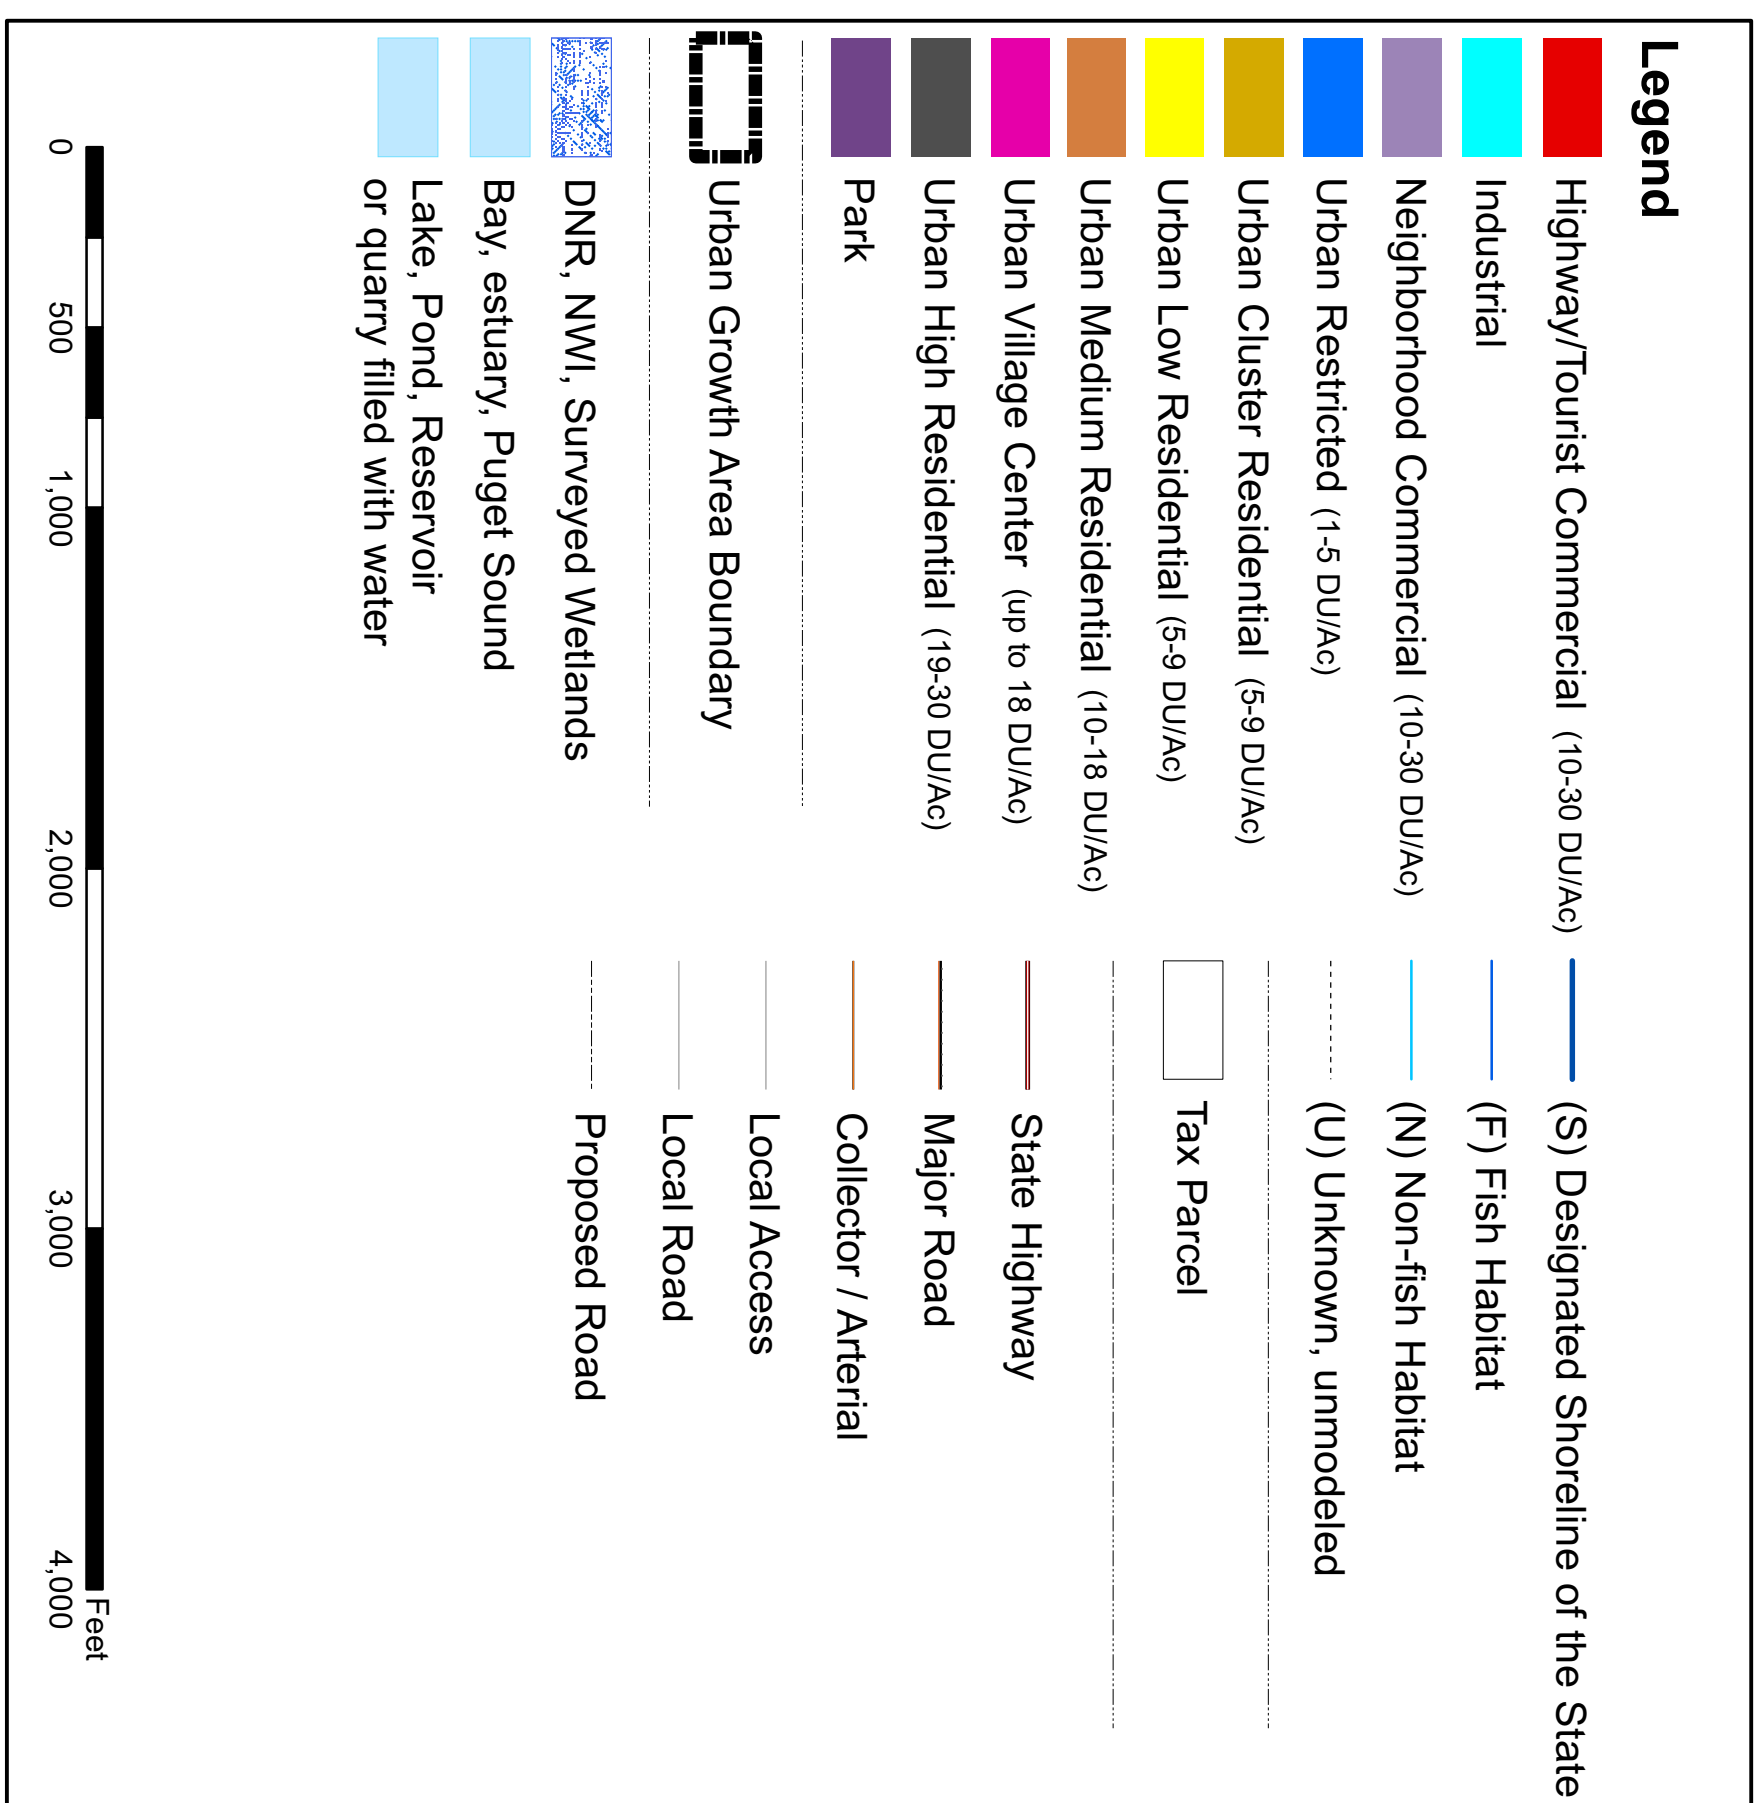 Legend
Highway/Tourist Commercial (10-30 DU/Ac)
Industrial
Neighborhood Commercial (10-30 DU/Ac)
Urban Restricted (1-5 DU/Ac)
Urban Cluster Residential (5-9 DU/Ac)
Urban Low Residential (5-9 DU/Ac)
Urban Medium Residential (10-18 DU/Ac)
Urban Village Center (up to 18 DU/Ac)
Urban High Residential (19-30 DU/Ac)
Park
Urban Growth Area Boundary
DNR, NWI, Surveyed Wetlands
Bay, estuary, Puget Sound
Lake, Pond, Reservoir
or quarry filled with water
(S) Designated Shoreline of the State
(F) Fish Habitat
(N) Non-fish Habitat
(U) Unknown, unmodeled
Tax Parcel
State Highway
Major Road
Collector / Arterial
Local Access
Local Road
Proposed Road
Feet
0 500 1,000 2,000 3,000 4,000